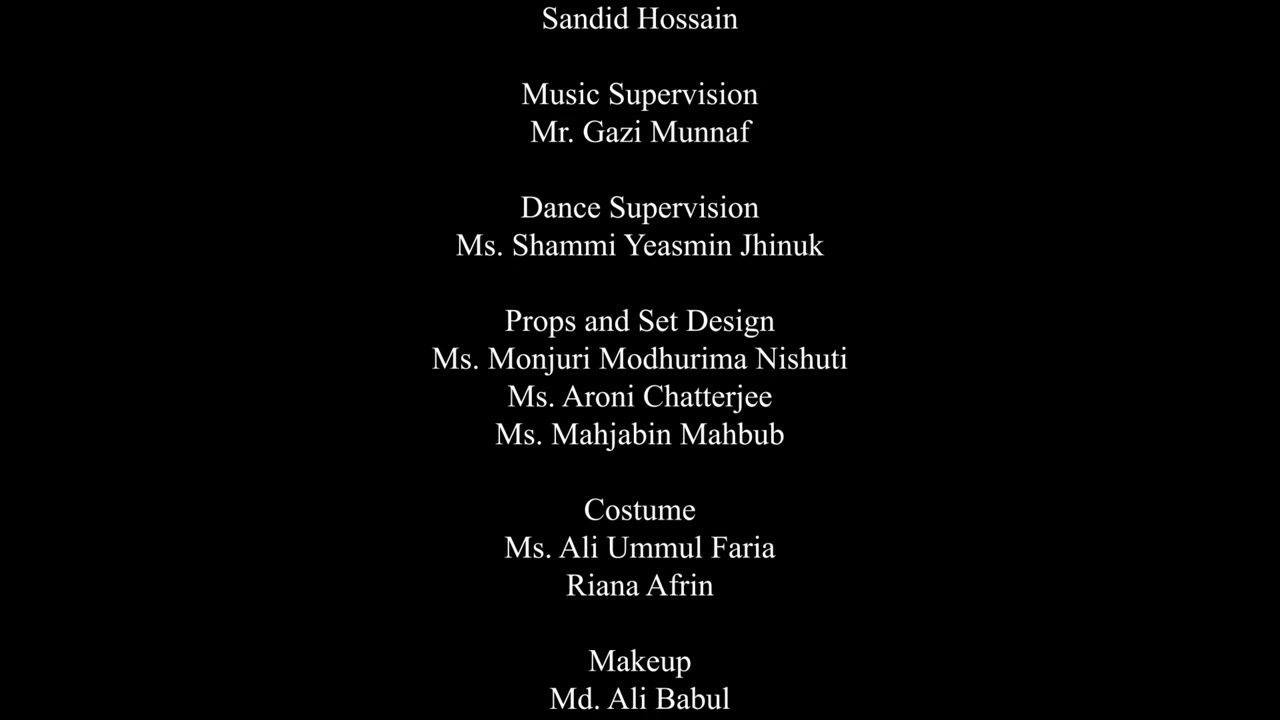 Sandid Hossain
Music Supervision
Mr. Gazi Munnaf
Dance Supervision
Ms. Shammi Yeasmin Jhinuk
Props and Set Design
Ms. Monjuri Modhurima Nishuti
Ms. Aroni Chatterjee
Ms. Mahjabin Mahbub
Costume
Ms. Ali Ummul Faria
Riana Afrin
Makeup
Md. Ali Babul